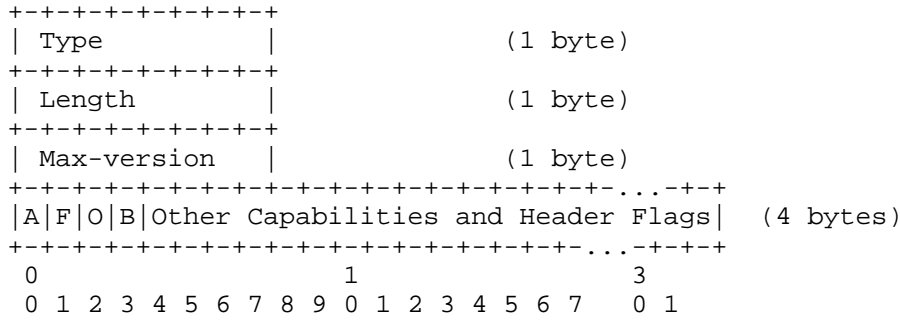 +-+-+-+-+-+-+-+-+
| Type          |              (1 byte)
+-+-+-+-+-+-+-+-+
| Length        |              (1 byte)
+-+-+-+-+-+-+-+-+
| Max-version   |              (1 byte)
+-+-+-+-+-+-+-+-+-+-+-+-+-+-+-+-+-+-+-+-...-+-+
|A|F|O|B|Other Capabilities and Header Flags|  (4 bytes)
+-+-+-+-+-+-+-+-+-+-+-+-+-+-+-+-+-+-+-...-+-+-+
 0                   1                 3
 0 1 2 3 4 5 6 7 8 9 0 1 2 3 4 5 6 7   0 1